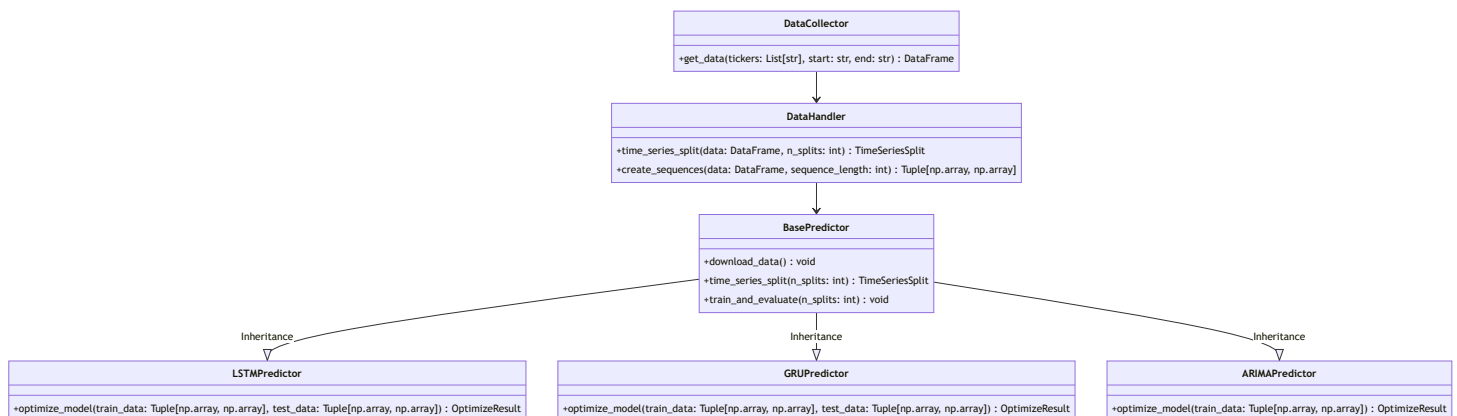 DataCollector
+get_data(tickers: List[str], start: str, end: str) : DataFrame
DataHandler
+time_series_split(data: DataFrame, n_splits: int) : TimeSeriesSplit
+create_sequences(data: DataFrame, sequence_length: int) : Tuple[np.array, np.array]
BasePredictor
+download_data() : void
+time_series_split(n_splits: int) : TimeSeriesSplit
+train_and_evaluate(n_splits: int) : void
Inheritance
Inheritance
Inheritance
LSTMPredictor
+optimize_model(train_data: Tuple[np.array, np.array], test_data: Tuple[np.array, np.array]) : OptimizeResult
GRUPredictor
+optimize_model(train_data: Tuple[np.array, np.array], test_data: Tuple[np.array, np.array]) : OptimizeResult
ARIMAPredictor
+optimize_model(train_data: Tuple[np.array, np.array]) : OptimizeResult